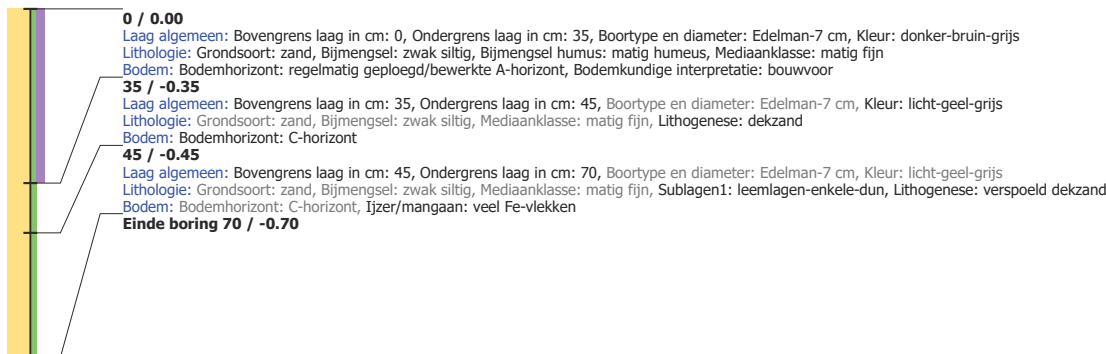 0 / 0.00
Laag algemeen: Bovengrens laag in cm: 0, Ondergrens laag in cm: 35, Boortype en diameter: Edelman-7 cm, Kleur: donker-bruin-grijs
Lithologie: Grondsoort: zand, Bijmengsel: zwak siltig, Bijmengsel humus: matig humeus, Mediaanklasse: matig fijn
Bodem: Bodemhorizont: regelmatig geploegd/bewerkte A-horizont, Bodemkundige interpretatie: bouwvoor
35 / -0.35
Laag algemeen: Bovengrens laag in cm: 35, Ondergrens laag in cm: 45, Boortype en diameter: Edelman-7 cm, Kleur: licht-geel-grijs
Lithologie: Grondsoort: zand, Bijmengsel: zwak siltig, Mediaanklasse: matig fijn, Lithogenese: dekzand
Bodem: Bodemhorizont: C-horizont
45 / -0.45
Laag algemeen: Bovengrens laag in cm: 45, Ondergrens laag in cm: 70, Boortype en diameter: Edelman-7 cm, Kleur: licht-geel-grijs
Lithologie: Grondsoort: zand, Bijmengsel: zwak siltig, Mediaanklasse: matig fijn, Sublagen1: leemlagen-enkele-dun, Lithogenese: verspoeld dekzand
Bodem: Bodemhorizont: C-horizont, Ijzer/mangaan: veel Fe-vlekken
Einde boring 70 / -0.70